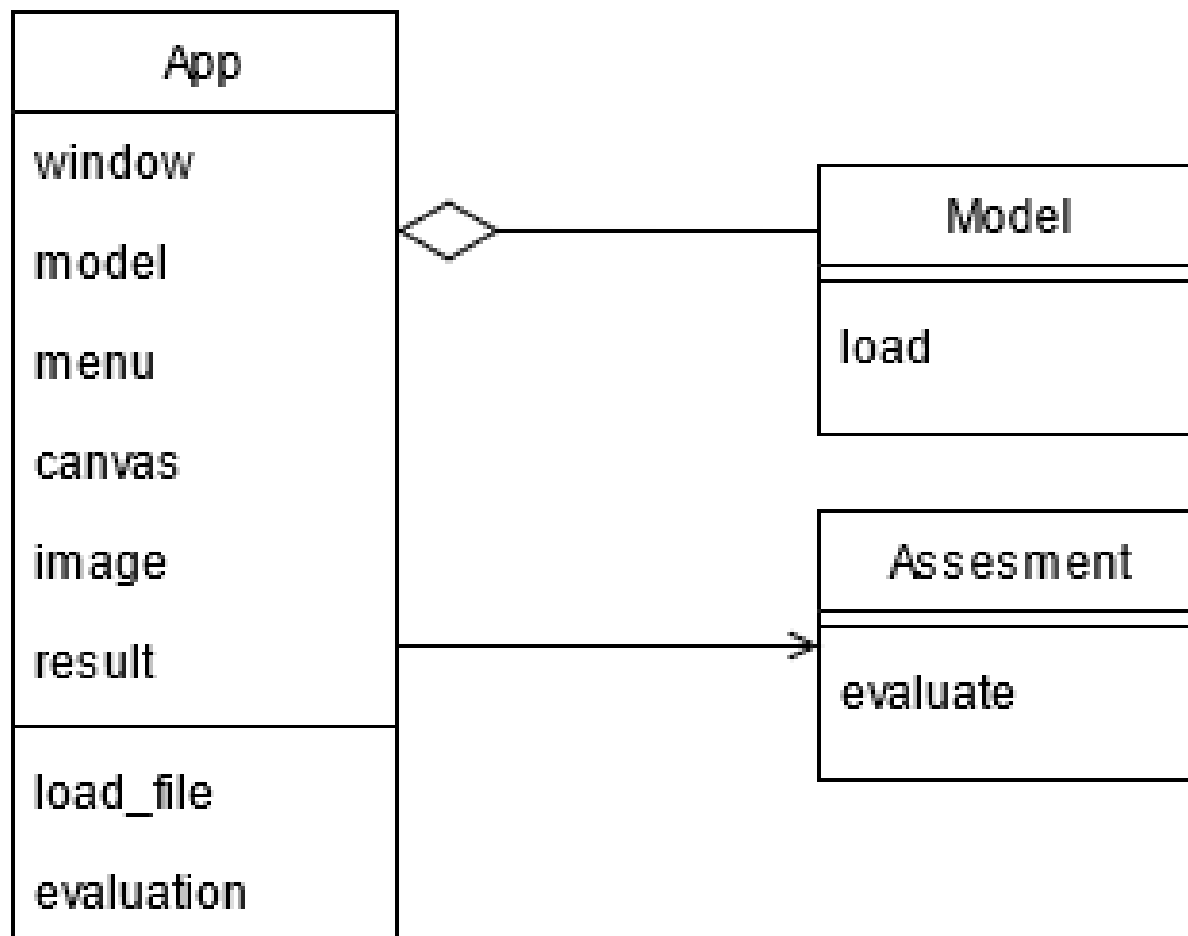 App
window
model
menu
canvas
image
result
load_file
evaluation
Model
load
Assesment
evaluate